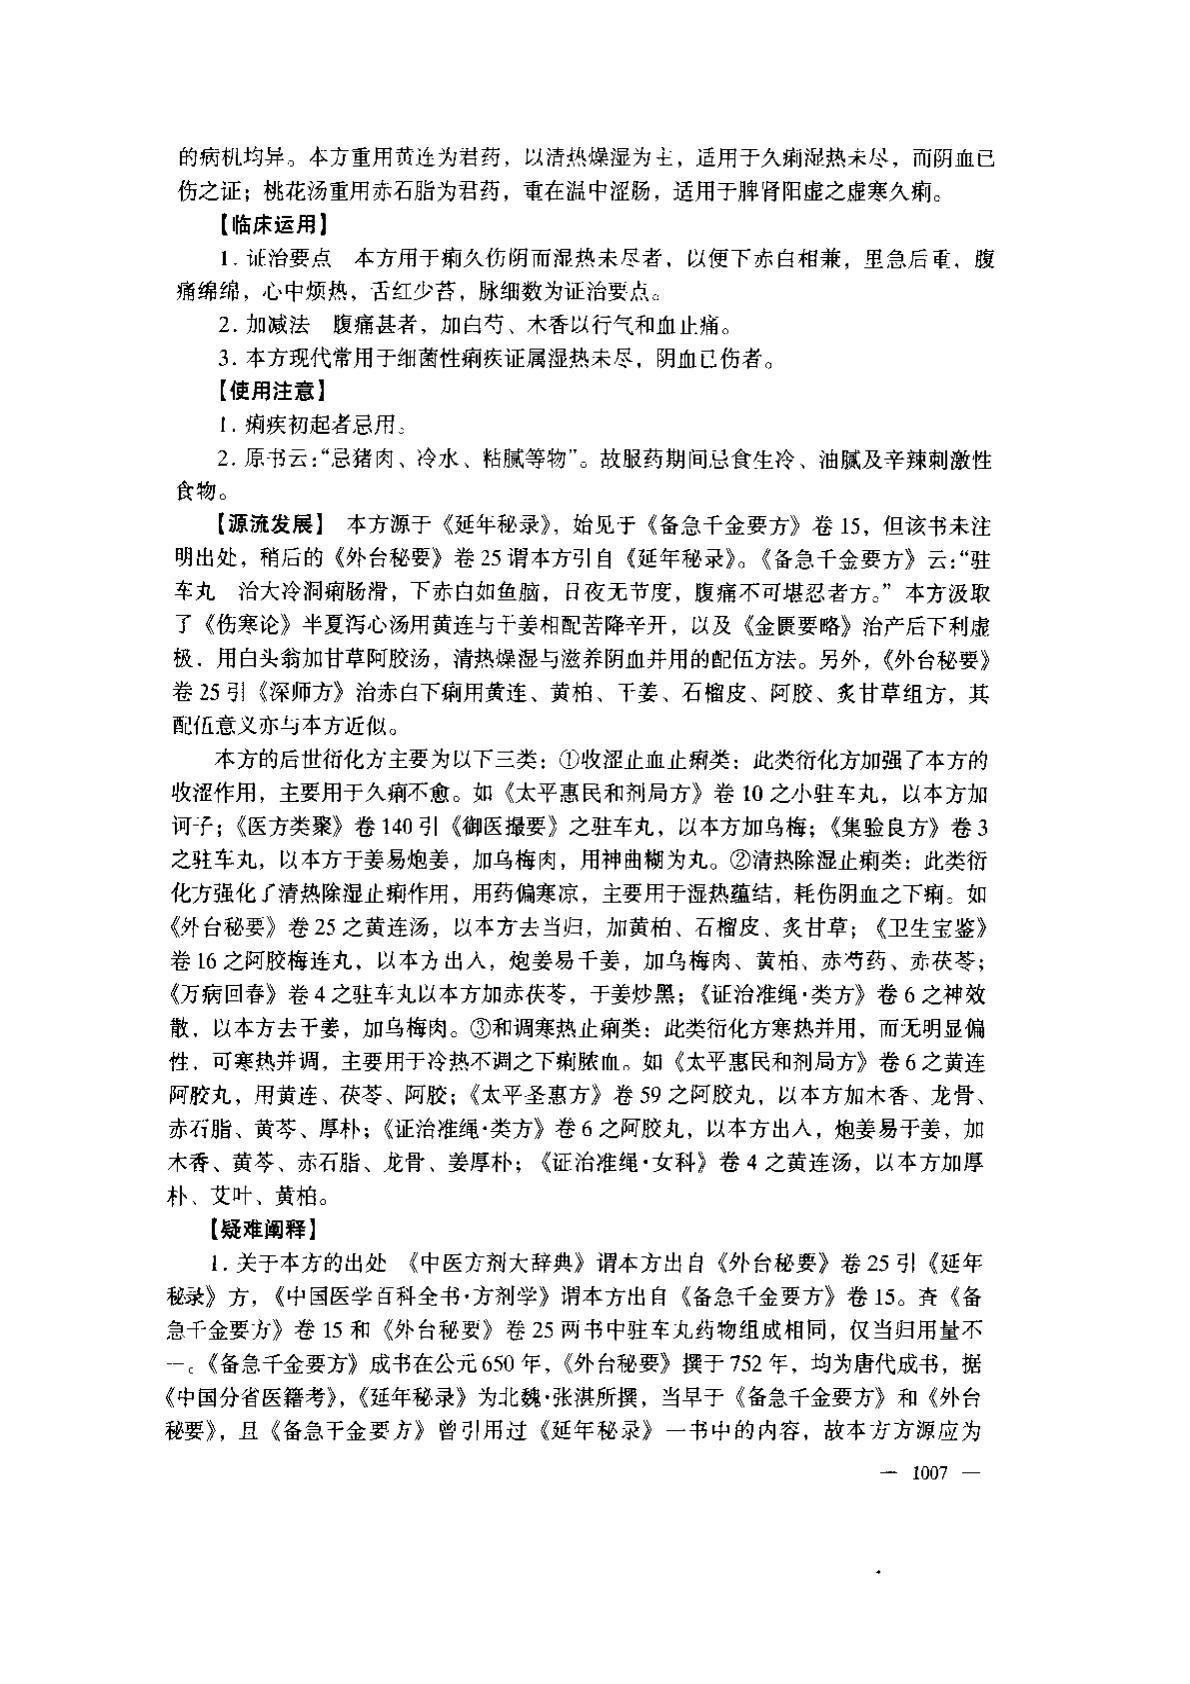 的病机均异。本方重用黄连为君药，以清热燥湿为主，适用于久痢湿热未尽，而阴血已
伤之证；桃花汤重用赤石脂为君药，重在温中涩肠，适用于脾肾阳虚之虚寒久痢。
【临床运用】
1. 证治要点　本方用于痢久伤阴而湿热未尽者，以便下赤白相兼，里急后重，腹
痛绵绵，心中烦热，舌红少苔，脉细数为证治要点。
2. 加减法　腹痛甚者，加白芍、木香以行气和血止痛。
3. 本方现代常用于细菌性痢疾证属湿热未尽，阴血已伤者。
【使用注意】
1. 痢疾初起者忌用。
2. 原书云：“忌猪肉、冷水、粘腻等物”。故服药期间忌食生冷、油腻及辛辣刺激性
食物。
【源流发展】　本方源于《延年秘录》，始见于《备急千金要方》卷 15，但该书未注
明出处，稍后的《外台秘要》卷 25 谓本方引自《延年秘录》。《备急千金要方》云：“驻
车丸　治大冷洞痢肠滑，下赤白如鱼脑，日夜无节度，腹痛不可堪忍者方。”本方汲取
了《伤寒论》半夏泻心汤用黄连与干姜相配苦降辛开，以及《金匮要略》治产后下利虚
极，用白头翁加甘草阿胶汤，清热燥湿与滋养阴血并用的配伍方法。另外，《外台秘要》
卷 25 引《深师方》治赤白下痢用黄连、黄柏、干姜、石榴皮、阿胶、炙甘草组方，其
配伍意义亦与本方近似。
本方的后世衍化方主要为以下三类：①收涩止血止痢类：此类衍化方加强了本方的
收涩作用，主要用于久痢不愈。如《太平惠民和剂局方》卷 10 之小驻车丸，以本方加
诃子；《医方类聚》卷 140 引《御医撮要》之驻车丸，以本方加乌梅；《集验良方》卷 3
之驻车丸，以本方干姜易炮姜，加乌梅肉，用神曲糊为丸。②清热除湿止痢类：此类衍
化方强化了清热除湿止痢作用，用药偏寒凉，主要用于湿热蕴结，耗伤阴血之下痢。如
《外台秘要》卷 25 之黄连汤，以本方去当归，加黄柏、石榴皮、炙甘草；《卫生宝鉴》
卷 16 之阿胶梅连丸，以本方出入，炮姜易干姜，加乌梅肉、黄柏、赤芍药、赤茯苓；
《万病回春》卷 4 之驻车丸以本方加赤茯苓，干姜炒黑；《证治准绳·类方》卷 6 之神效
散，以本方去干姜，加乌梅肉。③和调寒热止痢类：此类衍化方寒热并用，而无明显偏
性，可寒热并调，主要用于冷热不调之下痢脓血。如《太平惠民和剂局方》卷 6 之黄连
阿胶丸，用黄连、茯苓、阿胶；《太平圣惠方》卷 59 之阿胶丸，以本方加木香、龙骨、
赤石脂、黄芩、厚朴；《证治准绳·类方》卷 6 之阿胶丸，以本方出入，炮姜易干姜，加
木香、黄芩、赤石脂、龙骨、姜厚朴；《证治准绳·女科》卷 4 之黄连汤，以本方加厚
朴、艾叶、黄柏。
【疑难阐释】
1. 关于本方的出处　《中医方剂大辞典》谓本方出自《外台秘要》卷 25 引《延年
秘录》方，《中国医学百科全书·方剂学》谓本方出自《备急千金要方》卷 15。查《备
急千金要方》卷 15 和《外台秘要》卷 25 两书中驻车丸药物组成相同，仅当归用量不
一。《备急千金要方》成书在公元 650 年，《外台秘要》撰于 752 年，均为唐代成书，据
《中国分省医籍考》，《延年秘录》为北魏·张湛所撰，当早于《备急千金要方》和《外台
秘要》，且《备急千金要方》曾引用过《延年秘录》一书中的内容，故本方方源应为
— 1007 —